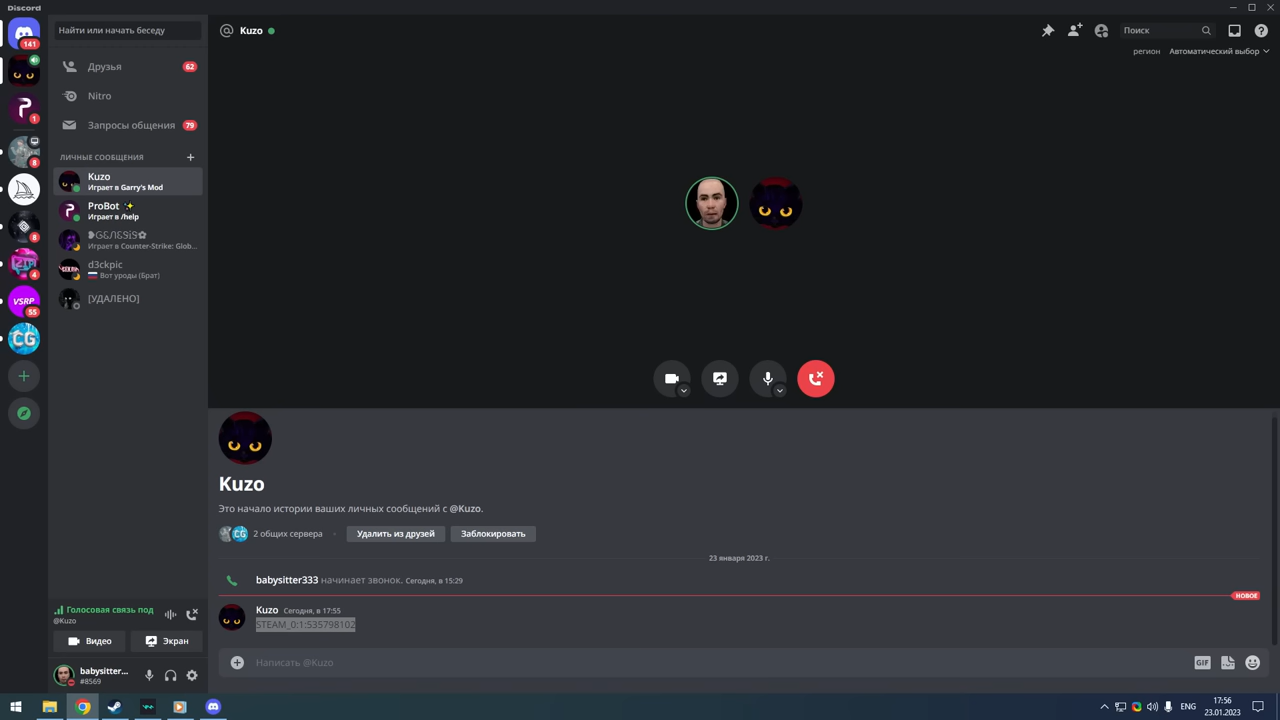 Discord
141
1
8
8
4
VSRP
55
CG
Найти или начать беседу
Друзья
62
Nitro
Запросы общения
79
ЛИЧНЫЕ СООБЩЕНИЯ
Kuzo
Играет в Garry's Mod
ProBot ✨
Играет в /help
Играет в Counter-Strike: Glob...
d3ckpic
Вот уроды (Брат)
[УДАЛЕНО]
Голосовая связь под
@Kuzo
Видео
Экран
babysitter...
#8569
Kuzo
Поиск
регион
Автоматический выбор
Kuzo
Это начало истории ваших личных сообщений с @Kuzo.
CG
2 общих сервера
Удалить из друзей
Заблокировать
23 января 2023 г.
babysitter333 начинает звонок. Сегодня, в 15:29
НОВОЕ
Kuzo Сегодня, в 17:55
STEAM_0:1:535798102
Написать @Kuzo
GIF
ENG
17:56
23.01.2023